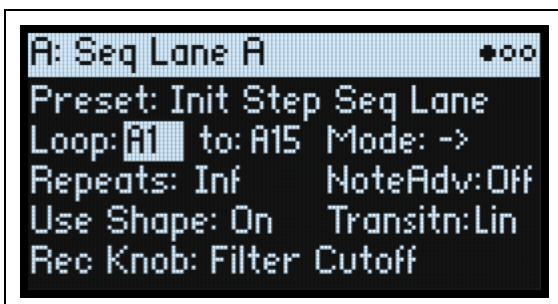 A: Seq Lane A
Preset: Init Step Seq Lane
Loop: A1 to: A15 Mode: ->
Repeats: Inf NoteAdv: Off
Use Shape: On Transitn: Lin
Rec Knob: Filter Cutoff